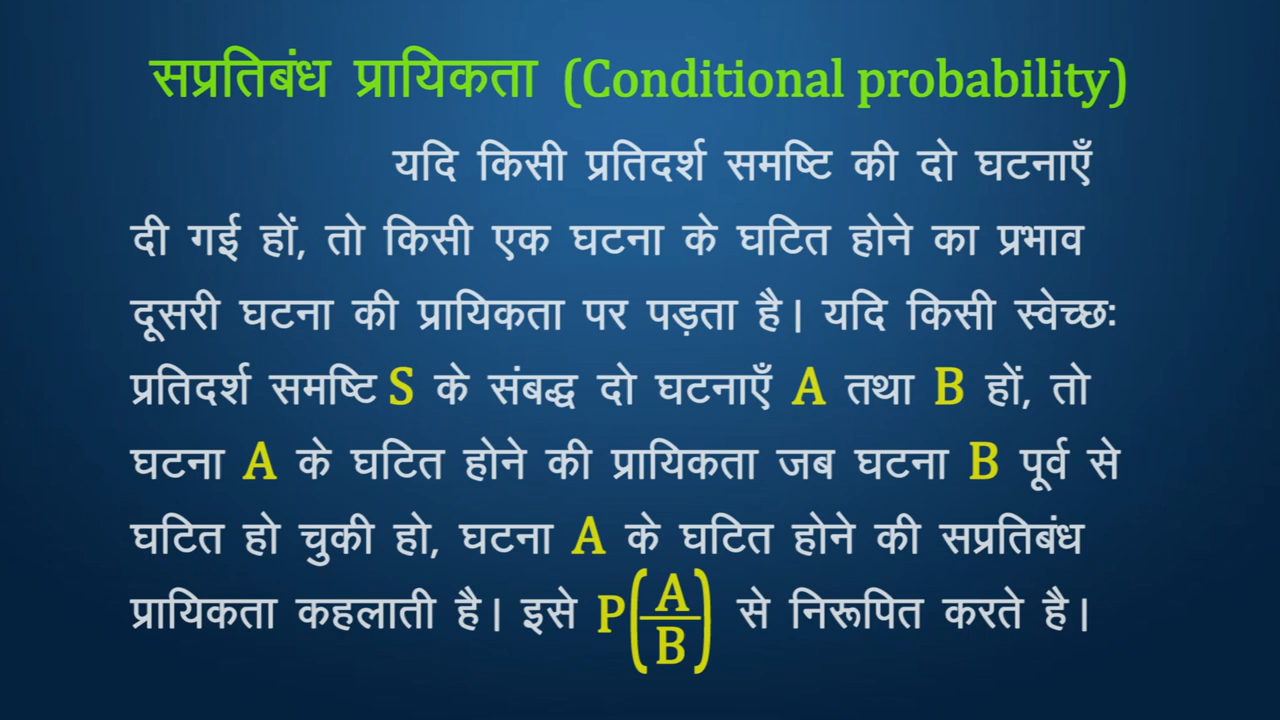 सप्रतिबंध प्रायिकता (Conditional probability)
यदि किसी प्रतिदर्श समष्टि की दो घटनाएँ
दी गई हों, तो किसी एक घटना के घटित होने का प्रभाव
दूसरी घटना की प्रायिकता पर पड़ता है। यदि किसी स्वेच्छः
प्रतिदर्श समष्टि S के संबद्ध दो घटनाएँ A तथा B हों, तो
घटना A के घटित होने की प्रायिकता जब घटना B पूर्व से
घटित हो चुकी हो, घटना A के घटित होने की सप्रतिबंध
प्रायिकता कहलाती है। इसे P(A/B) से निरूपित करते है।